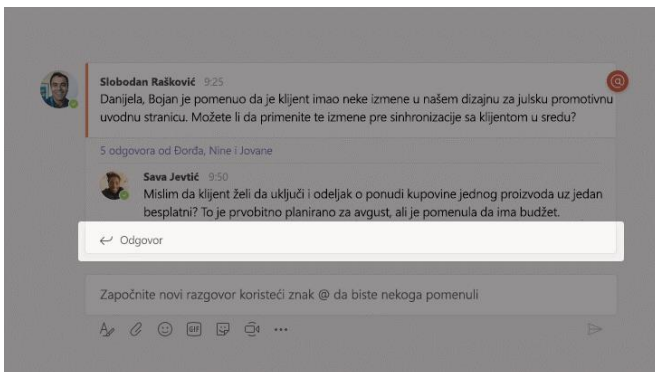 Slobodan Rašković 9:25
Danijela, Bojan je pomenuo da je klijent imao neke izmene u našem dizajnu za julsku promotivnu
uvodnu stranicu. Možete li da primenite te izmene pre sinhronizacije sa klijentom u sredu?
5 odgovora od Đorđa, Nine i Jovane
Sava Jevtić 9:50
Mislim da klijent želi da uključi i odeljak o ponudi kupovine jednog proizvoda uz jedan
besplatni? To je prvobitno planirano za avgust, ali je pomenula da ima budžet.
Odgovor
Započnite novi razgovor koristeći znak @ da biste nekoga pomenuli
GIF